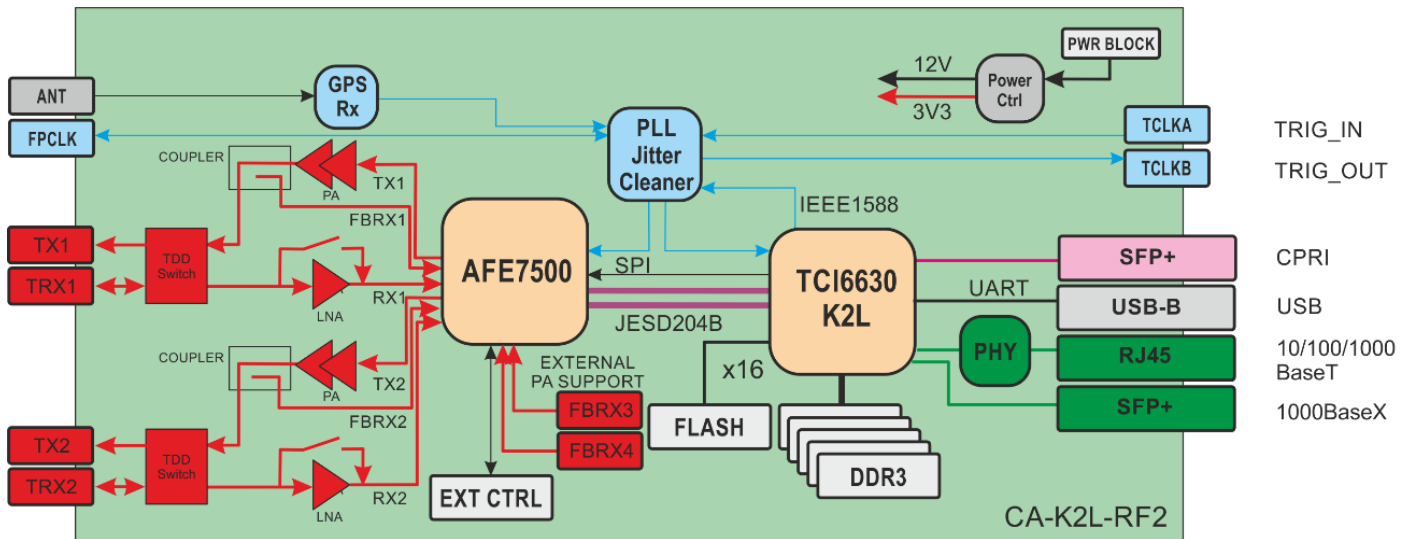 PWR BLOCK
12V
Power
Ctrl
3V3
GPS
Rx
ANT
FPCLK
PLL
Jitter
Cleaner
TCLKA
TRIG_IN
TCLKB
TRIG_OUT
COUPLER
PA
TX1
FBRX1
IEEE1588
TX1
TRX1
TDD
Switch
LNA
RX1
AFE7500
SPI
JESD204B
TCI6630
K2L
SFP+
CPRI
UART
USB-B
USB
PHY
RJ45
10/100/1000
BaseT
SFP+
1000BaseX
COUPLER
PA
TX2
FBRX2
EXTERNAL
PA SUPPORT
FBRX3
FBRX4
x16
FLASH
DDR3
TX2
TRX2
TDD
Switch
LNA
RX2
EXT CTRL
CA-K2L-RF2